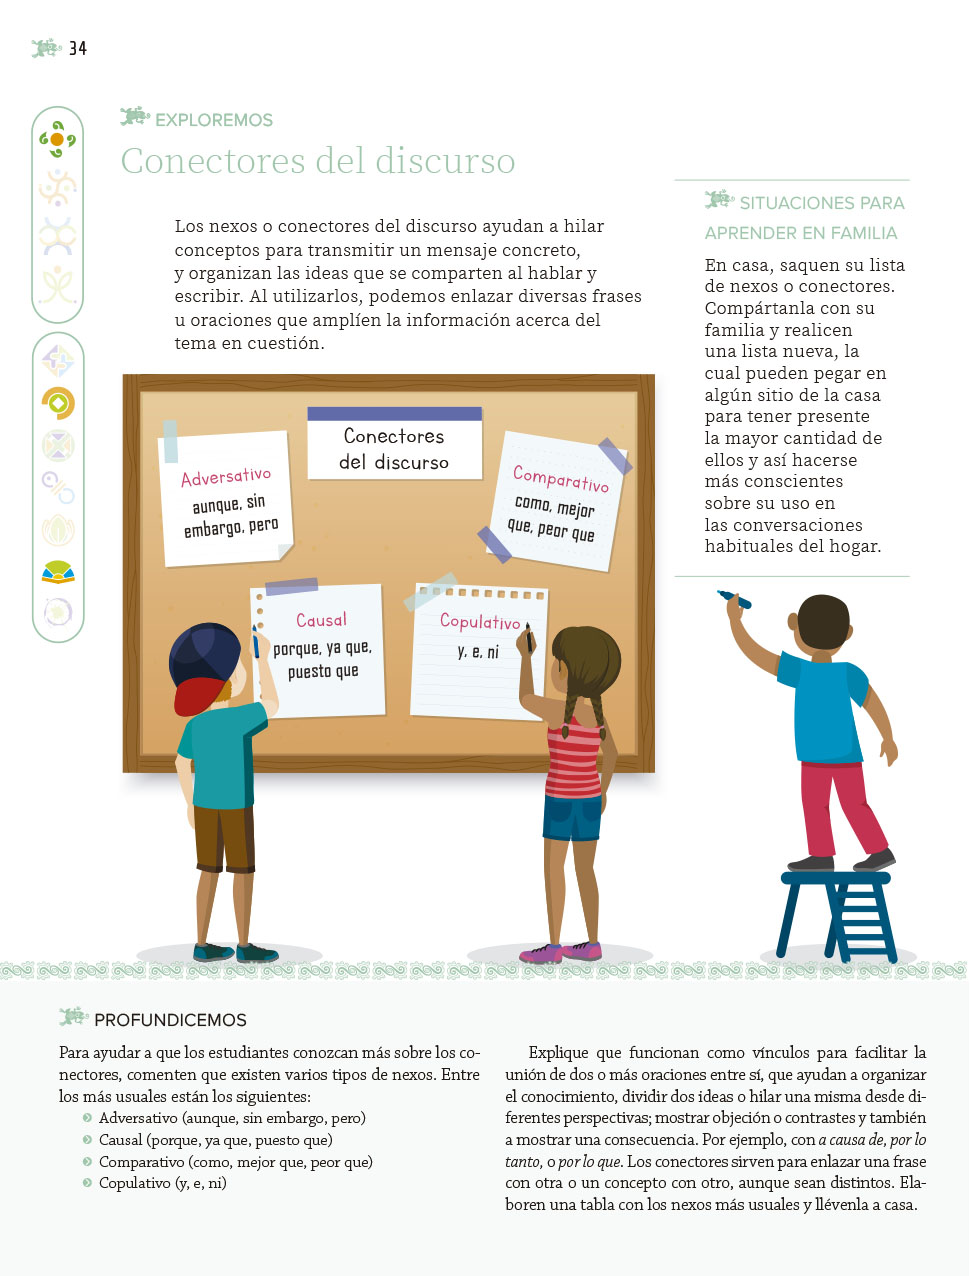 34
EXPLOREMOS
Conectores del discurso
Los nexos o conectores del discurso ayudan a hilar
conceptos para transmitir un mensaje concreto,
y organizan las ideas que se comparten al hablar y
escribir. Al utilizarlos, podemos enlazar diversas frases
u oraciones que amplíen la información acerca del
tema en cuestión.
Conectores
del discurso
Adversativo
aunque, sin
embargo, pero
Comparativo
como, mejor
que, peor que
Causal
porque, ya que,
puesto que
Copulativo
y, e, ni
SITUACIONES PARA
APRENDER EN FAMILIA
En casa, saquen su lista
de nexos o conectores.
Compártanla con su
familia y realicen
una lista nueva, la
cual pueden pegar en
algún sitio de la casa
para tener presente
la mayor cantidad de
ellos y así hacerse
más conscientes
sobre su uso en
las conversaciones
habituales del hogar.
PROFUNDICEMOS
Para ayudar a que los estudiantes conozcan más sobre los co-
nectores, comenten que existen varios tipos de nexos. Entre
los más usuales están los siguientes:
Adversativo (aunque, sin embargo, pero)
Causal (porque, ya que, puesto que)
Comparativo (como, mejor que, peor que)
Copulativo (y, e, ni)
Explique que funcionan como vínculos para facilitar la
unión de dos o más oraciones entre sí, que ayudan a organizar
el conocimiento, dividir dos ideas o hilar una misma desde di-
ferentes perspectivas; mostrar objeción o contrastes y también
a mostrar una consecuencia. Por ejemplo, con a causa de, por lo
tanto, o por lo que. Los conectores sirven para enlazar una frase
con otra o un concepto con otro, aunque sean distintos. Ela-
boren una tabla con los nexos más usuales y llévenla a casa.